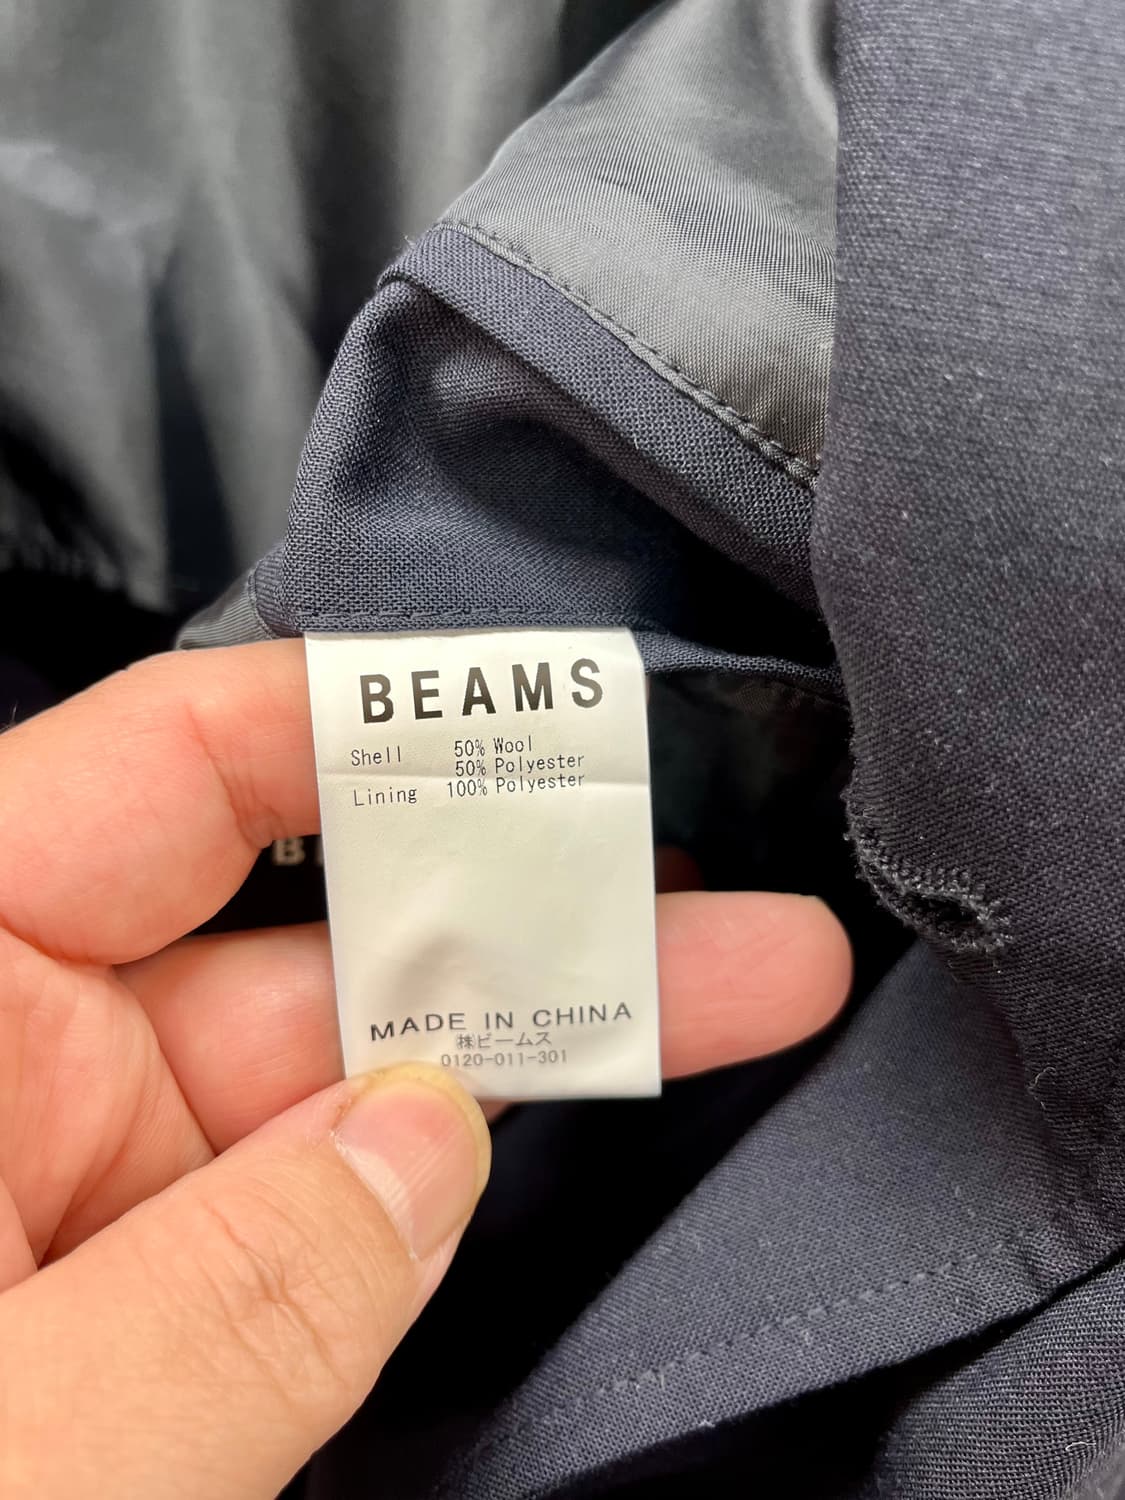 BEAMS
Shell 50% Wool
50% Polyester
Lining 100% Polyester
MADE IN CHINA
㈱ビームス
0120-011-301